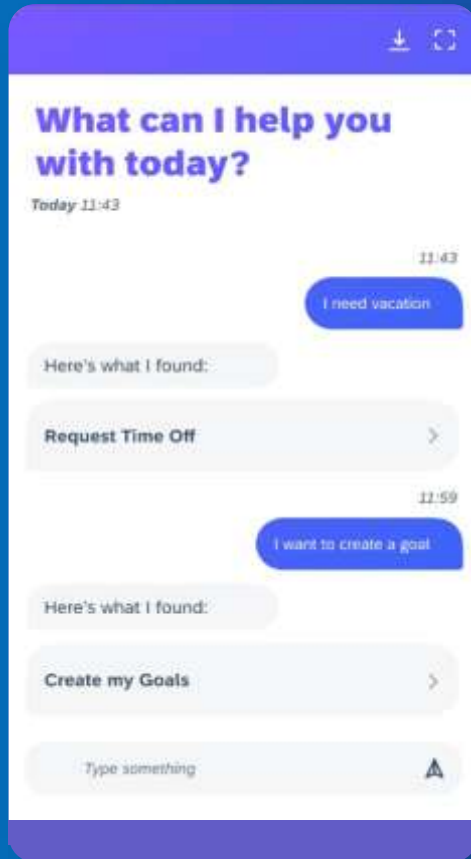 What can I help you
with today?
Today 11:43
11:43
I need vacation
Here's what I found:
Request Time Off
11:59
I want to create a goal
Here's what I found:
Create my Goals
Type something